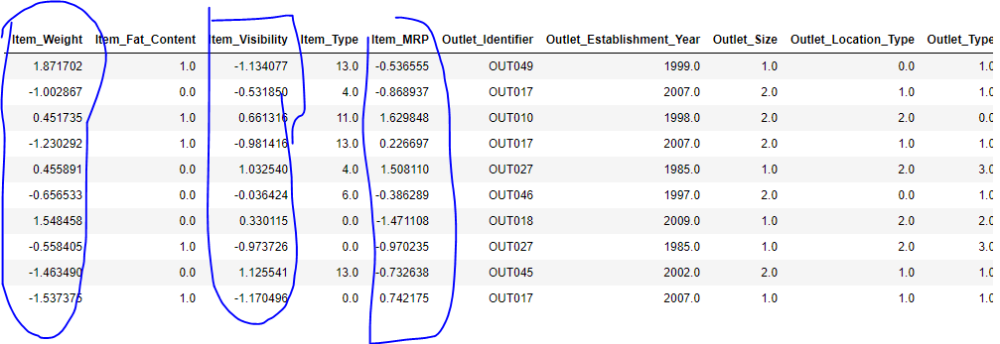 Item_Weight Item_Fat_Content Item_Visibility Item_Type Item_MRP Outlet_Identifier Outlet_Establishment_Year Outlet_Size Outlet_Location_Type Outlet_Type
1.871702 1.0 -1.134077 13.0 -0.536555 OUT049 1999.0 1.0 0.0 1.0
-1.002867 0.0 -0.531850 4.0 -0.868937 OUT017 2007.0 2.0 1.0 1.0
0.451735 1.0 0.661316 11.0 1.629848 OUT010 1998.0 2.0 2.0 0.0
-1.230292 1.0 -0.981416 13.0 0.226697 OUT017 2007.0 2.0 1.0 1.0
0.455891 0.0 1.032540 4.0 1.508110 OUT027 1985.0 1.0 2.0 3.0
-0.656533 0.0 -0.036424 6.0 -0.386289 OUT046 1997.0 2.0 0.0 1.0
1.548458 0.0 0.330115 0.0 -1.471108 OUT018 2009.0 1.0 2.0 2.0
-0.558405 1.0 -0.973726 0.0 -0.970235 OUT027 1985.0 1.0 2.0 3.0
-1.463490 0.0 1.125541 13.0 -0.732638 OUT045 2002.0 2.0 1.0 1.0
-1.537375 1.0 -1.170496 0.0 0.742175 OUT017 2007.0 1.0 1.0 1.0